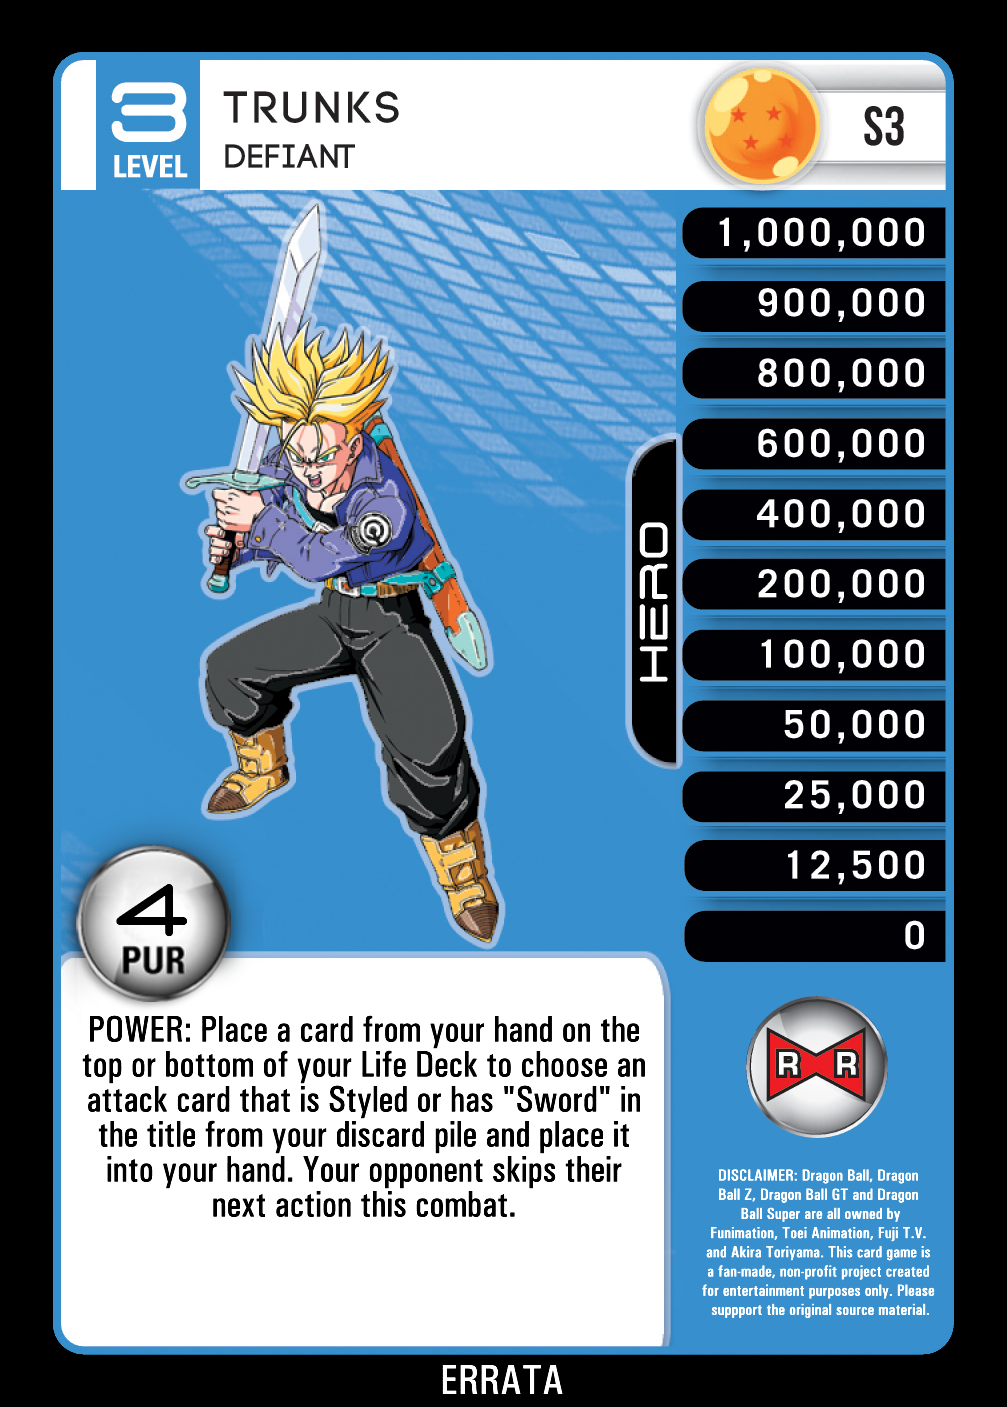 3
LEVEL
TRUNKS
DEFIANT
S3
1,000,000
900,000
800,000
600,000
400,000
200,000
100,000
50,000
25,000
12,500
0
HERO
4
PUR
POWER: Place a card from your hand on the
top or bottom of your Life Deck to choose an
attack card that is Styled or has "Sword" in
the title from your discard pile and place it
into your hand. Your opponent skips their
next action this combat.
R R
DISCLAIMER: Dragon Ball, Dragon
Ball Z, Dragon Ball GT and Dragon
Ball Super are all owned by
Funimation, Toei Animation, Fuji T.V.
and Akira Toriyama. This card game is
a fan-made, non-profit project created
for entertainment purposes only. Please
suppport the original source material.
ERRATA